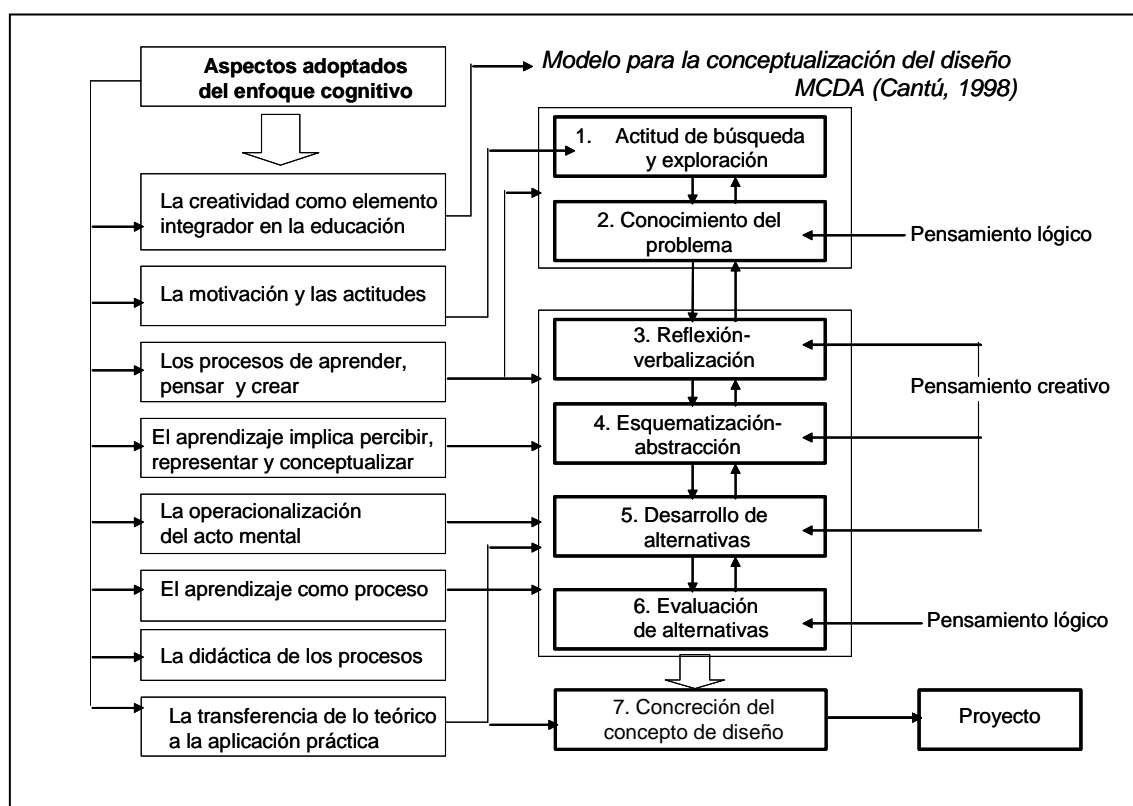 Aspectos adoptados
del enfoque cognitivo
Modelo para la conceptualización del diseño
MCDA (Cantú, 1998)
La creatividad como elemento
integrador en la educación
La motivación y las actitudes
Los procesos de aprender,
pensar y crear
El aprendizaje implica percibir,
representar y conceptualizar
La operacionalización
del acto mental
El aprendizaje como proceso
La didáctica de los procesos
La transferencia de lo teórico
a la aplicación práctica
1. Actitud de búsqueda
y exploración
2. Conocimiento del
problema
3. Reflexión-
verbalización
4. Esquematización-
abstracción
5. Desarrollo de
alternativas
6. Evaluación
de alternativas
7. Concreción del
concepto de diseño
Pensamiento lógico
Pensamiento creativo
Pensamiento lógico
Proyecto